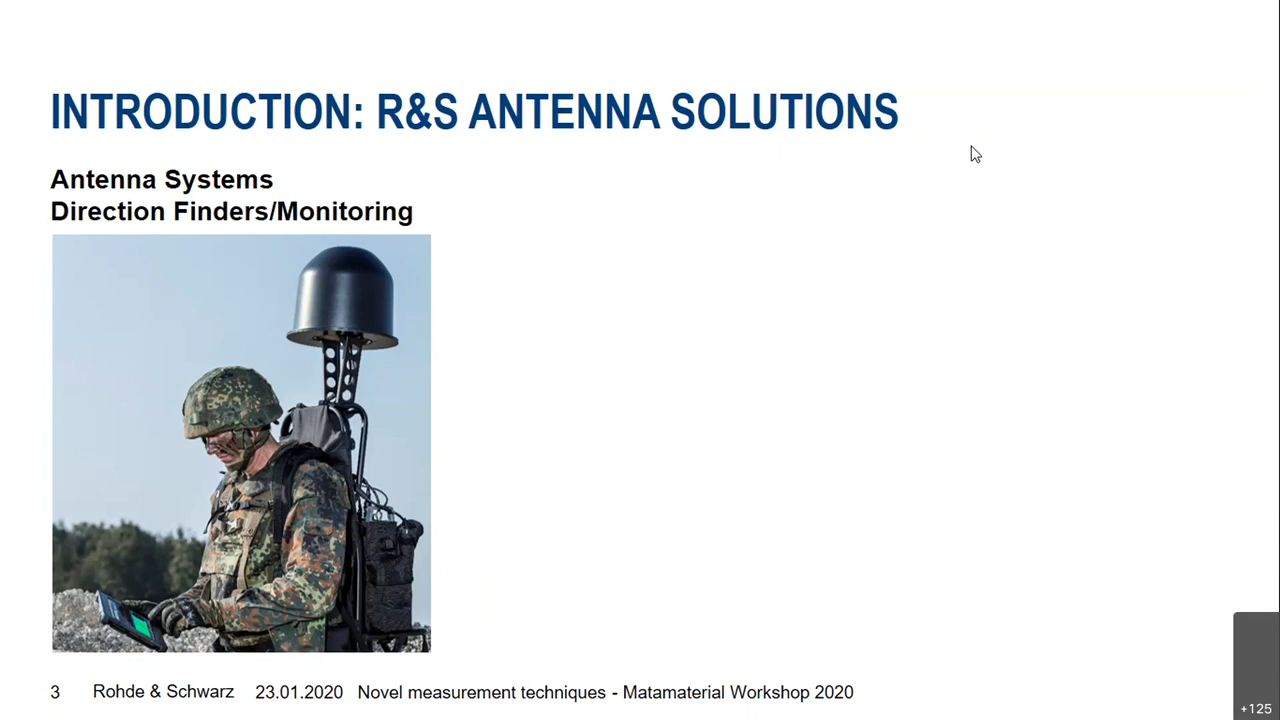 INTRODUCTION: R&S ANTENNA SOLUTIONS
Antenna Systems
Direction Finders/Monitoring
3 Rohde & Schwarz 23.01.2020 Novel measurement techniques - Matamaterial Workshop 2020
+125